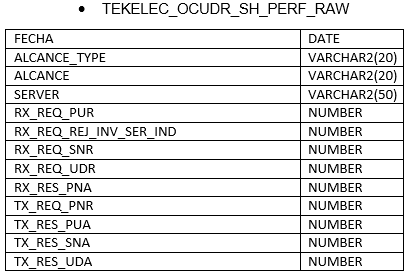 • TEKELEC_OCUDR_SH_PERF_RAW
FECHA DATE
ALCANCE_TYPE VARCHAR2(20)
ALCANCE VARCHAR2(20)
SERVER VARCHAR2(50)
RX_REQ_PUR NUMBER
RX_REQ_REJ_INV_SER_IND NUMBER
RX_REQ_SNR NUMBER
RX_REQ_UDR NUMBER
RX_RES_PNA NUMBER
TX_REQ_PNR NUMBER
TX_RES_PUA NUMBER
TX_RES_SNA NUMBER
TX_RES_UDA NUMBER